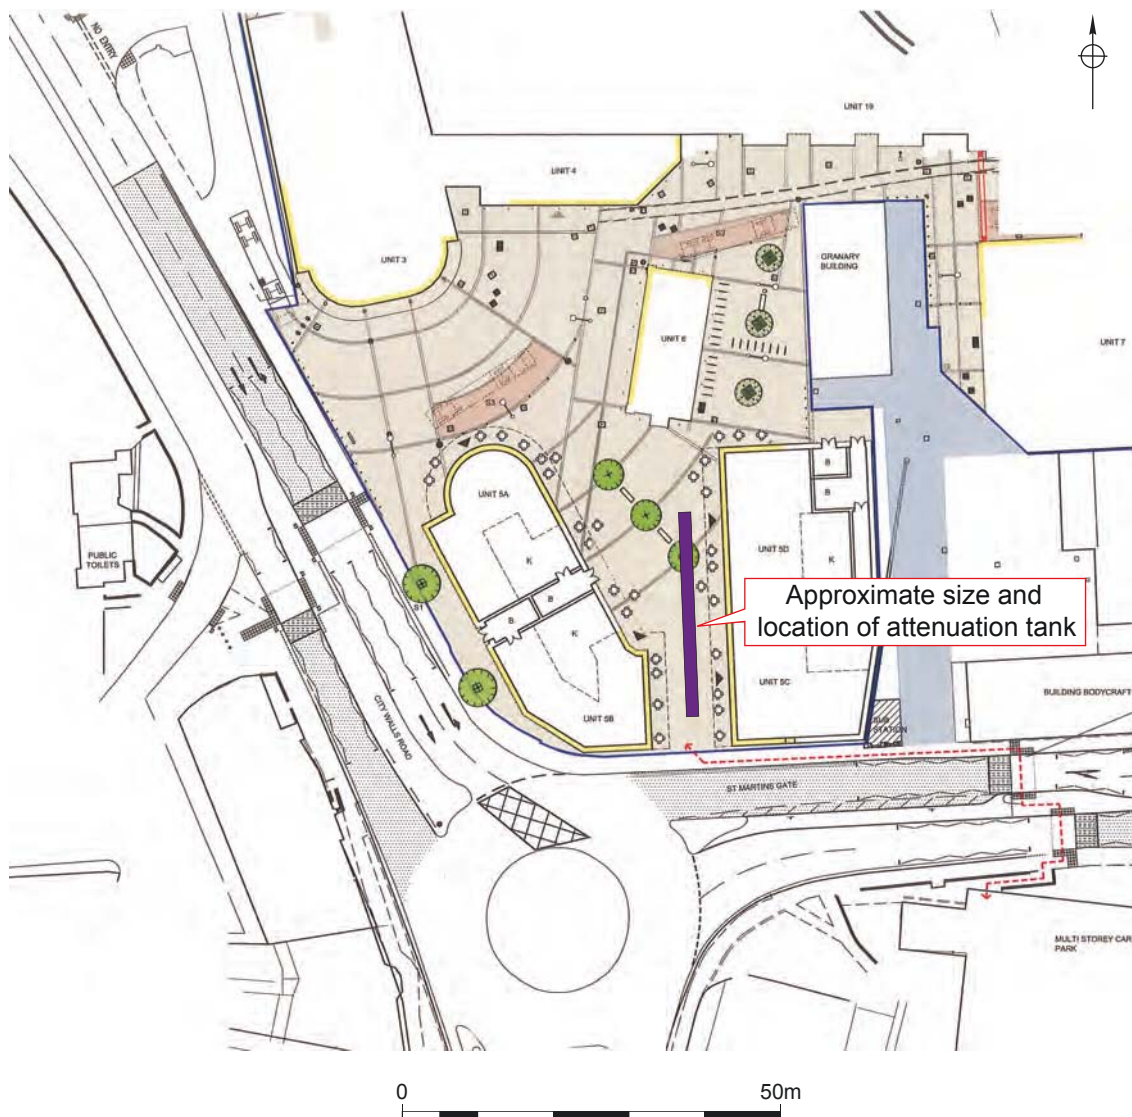 NO ENTRY
UNIT 19
UNIT 4
UNIT 3
S2
GRANARY
BUILDING
UNIT 6
UNIT 7
S3
B
B
UNIT 5A
PUBLIC
TOILETS
K
UNIT 5D
K
Approximate size and
location of attenuation tank
S1
B
B
K
UNIT 5C
BUILDING BODYCRAFT
UNIT 5B
SUB
STATION
CITY WALLS ROAD
ST MARTINS GATE
MULTI STOREY CAR
PARK
0
50m